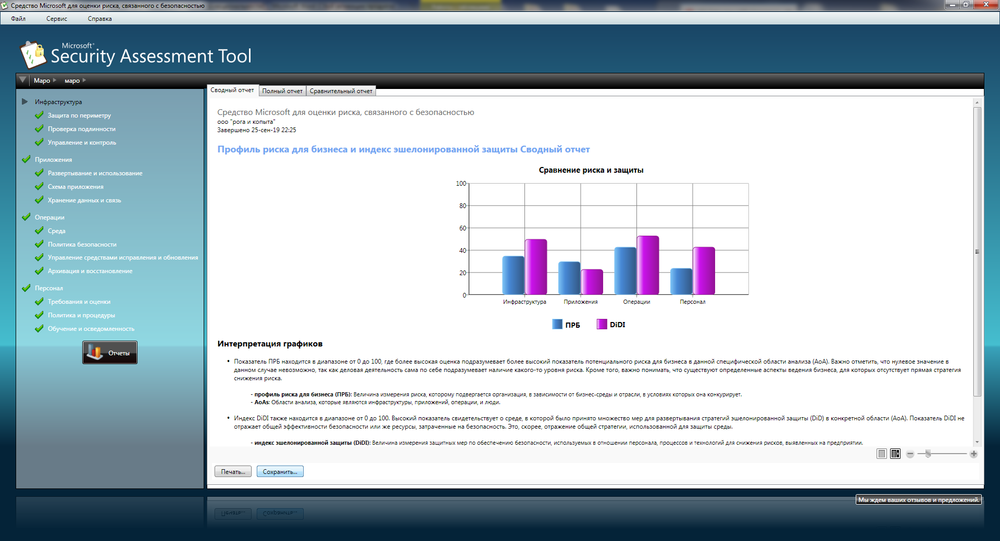 Средство Microsoft для оценки риска, связанного с безопасностью
Файл Сервис Справка
Microsoft®
Security Assessment Tool
Маро маро
Инфраструктура
Защита по периметру
Проверка подлинности
Управление и контроль
Приложения
Развертывание и использование
Схема приложения
Хранение данных и связь
Операции
Среда
Политика безопасности
Управление средствами исправления и обновления
Архивация и восстановление
Персонал
Требования и оценки
Политика и процедуры
Обучение и осведомленность
Отчеты
Сводный отчет Полный отчет Сравнительный отчет
Средство Microsoft для оценки риска, связанного с безопасностью
ооо "рога и копыта"
Завершено 25-сен-19 22:25
Профиль риска для бизнеса и индекс эшелонированной защиты Сводный отчет
Сравнение риска и защиты
100
80
60
40
20
0
Инфраструктура Приложения Операции Персонал
ПРБ DiDI
Интерпретация графиков
• Показатель ПРБ находится в диапазоне от 0 до 100, где более высокая оценка подразумевает более высокий показатель потенциального риска для бизнеса в данной специфической области анализа (AoA). Важно отметить, что нулевое значение в
данном случае невозможно, так как деловая деятельность сама по себе подразумевает наличие какого-то уровня риска. Кроме того, важно понимать, что существуют определенные аспекты ведения бизнеса, для которых отсутствует прямая стратегия
снижения риска.
- профиль риска для бизнеса (ПРБ): Величина измерения риска, которому подвергается организация, в зависимости от бизнес-среды и отрасли, в условиях которых она конкурирует.
- AoAs: Области анализа, которые являются инфраструктуры, приложений, операции, и люди.
• Индекс DiDI также находится в диапазоне от 0 до 100. Высокий показатель свидетельствует о среде, в которой было принято множество мер для развертывания стратегий эшелонированной защиты (DiD) в конкретной области (AoA). Показатель DiDI не
отражает общей эффективности безопасности или же ресурсы, затраченные на безопасность. Это, скорее, отражение общей стратегии, использованной для защиты среды.
- индекс эшелонированной защиты (DiDI): Величина измерения защитных мер по обеспечению безопасности, используемых в отношении персонала, процессов и технологий для снижения рисков, выявленных на предприятии.
Печать... Сохранить...
Мы ждем ваших отзывов и предложений.
Печать... Сохранить...